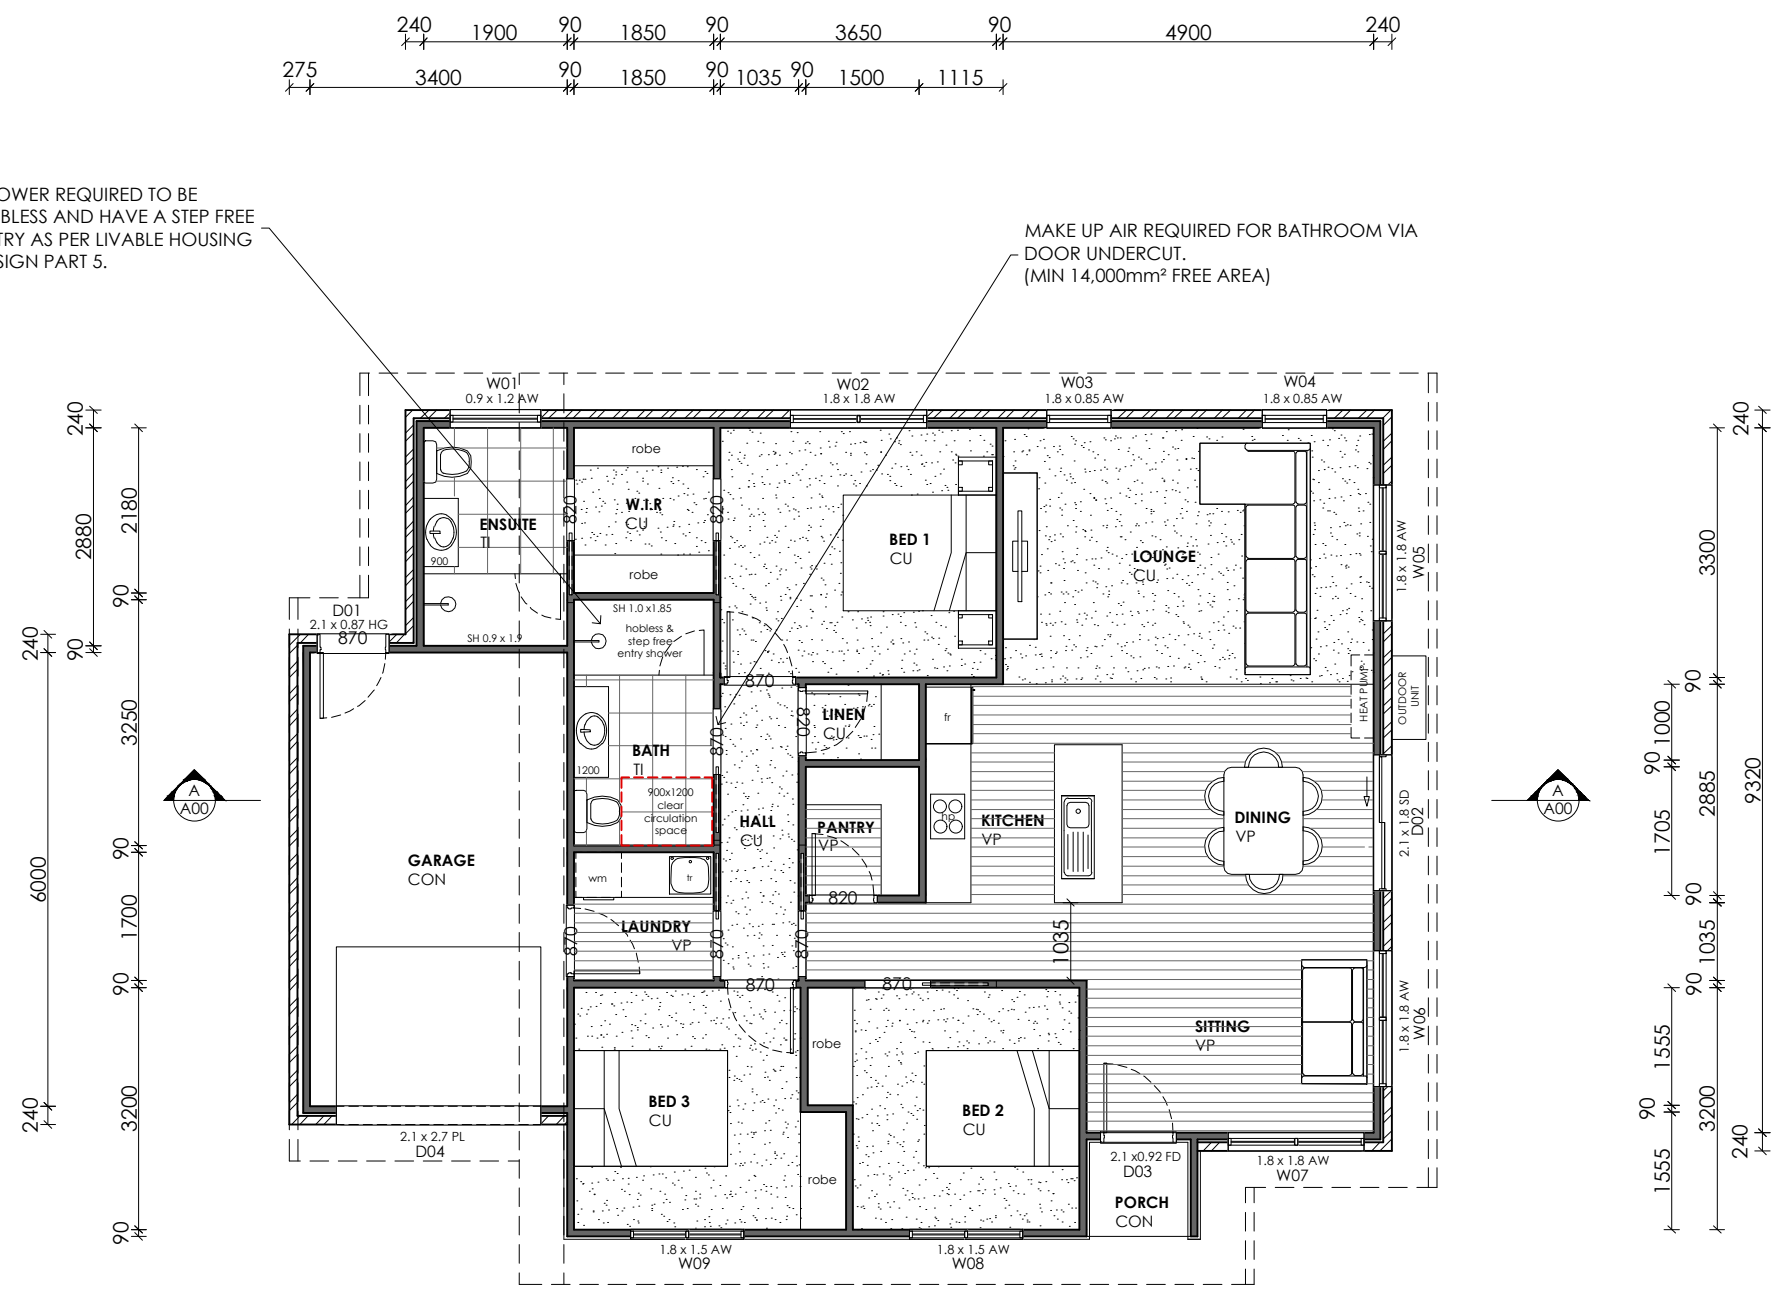 240 1900 90 1850 90 3650 90 4900 240
275 3400 90 1850 90 1035 90 1500 1115
OWER REQUIRED TO BE
BLESS AND HAVE A STEP FREE
TRY AS PER LIVABLE HOUSING
SIGN PART 5.
MAKE UP AIR REQUIRED FOR BATHROOM VIA
DOOR UNDERCUT.
(MIN 14,000mm² FREE AREA)
W01
0.9 x 1.2 AW
W02
1.8 x 1.8 AW
W03
1.8 x 0.85 AW
W04
1.8 x 0.85 AW
240
2880
90
240
6000
240
2180
90
3250
90
1700
90
3200
90
D01
2.1 x 0.87 HG
870
ENSUITE
TI
900
SH 0.9 x 1.9
820
robe
W.I.R
CU
robe
820
BED 1
CU
LOUNGE
CU
1.8 x 1.8 AW
W05
SH 1.0 x1.85
hobless &
step free
entry shower
870
BATH
TI
1200
900x1200
clear
circulation
space
870
LINEN
CU
820
fr
HEAT PUMP
OUTDOOR
UNIT
A
A00
GARAGE
CON
HALL
CU
PANTRY
VP
820
hp
KITCHEN
VP
DINING
VP
2.1 x 1.8 SD
D02
A
A00
wm
tr
LAUNDRY
VP
870
870
870
1035
870
870
SITTING
VP
1.8 x 1.8 AW
W06
robe
BED 3
CU
robe
BED 2
CU
2.1 x 2.7 PL
D04
2.1 x0.92 FD
D03
PORCH
CON
1.8 x 1.8 AW
W07
1.8 x 1.5 AW
W09
1.8 x 1.5 AW
W08
1000
90
1705
1555
90
1555
3300
90
2885
90
1035
90
3200
240
9320
240